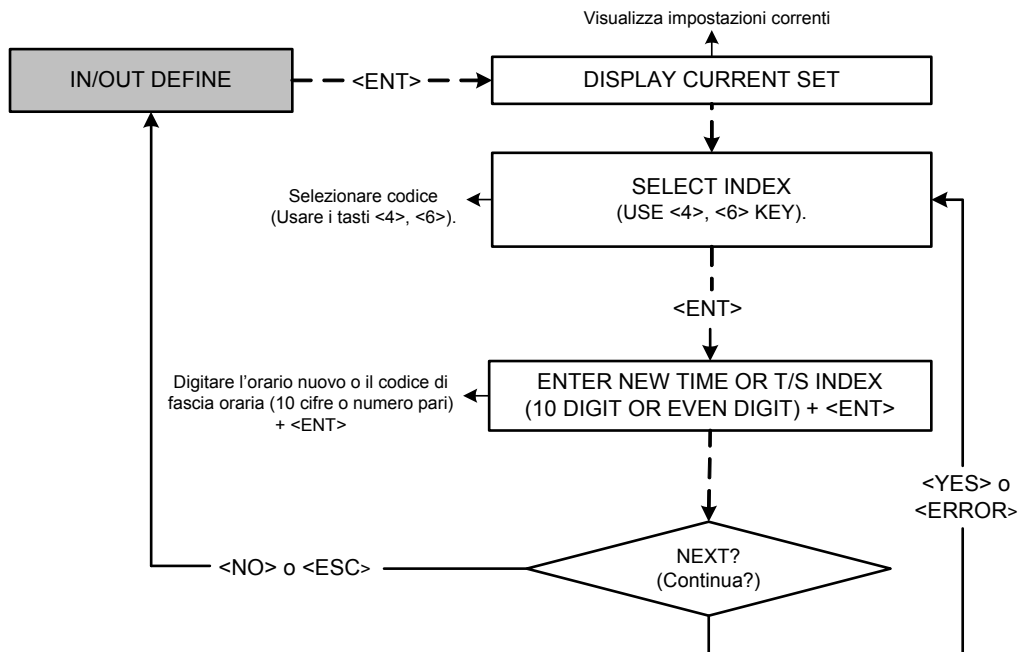 Visualizza impostazioni correnti
IN/OUT DEFINE
<ENT>
DISPLAY CURRENT SET
Selezionare codice
(Usare i tasti <4>, <6>).
SELECT INDEX
(USE <4>, <6> KEY).
<ENT>
Digitare l'orario nuovo o il codice di
fascia oraria (10 cifre o numero pari)
+ <ENT>
ENTER NEW TIME OR T/S INDEX
(10 DIGIT OR EVEN DIGIT) + <ENT>
<YES> o
<ERROR>
<NO> o <ESC>
NEXT?
(Continua?)